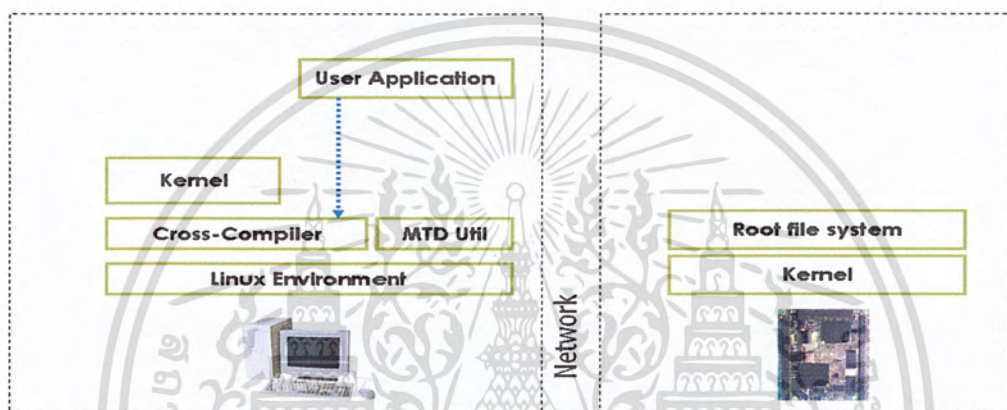 User Application
Kernel
Cross-Compiler
MTD Util
Linux Environment
Network
Root file system
Kernel